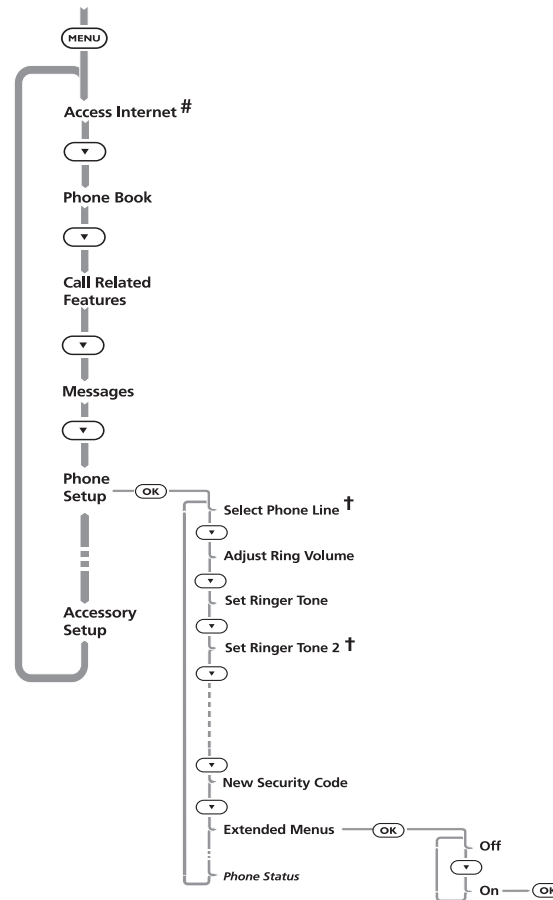 MENU
Access Internet #
Phone Book
Call Related
Features
Messages
Phone
Setup
OK
Select Phone Line †
Adjust Ring Volume
Set Ringer Tone
Accessory
Setup
Set Ringer Tone 2 †
New Security Code
Extended Menus
OK
Off
Phone Status
On
OK